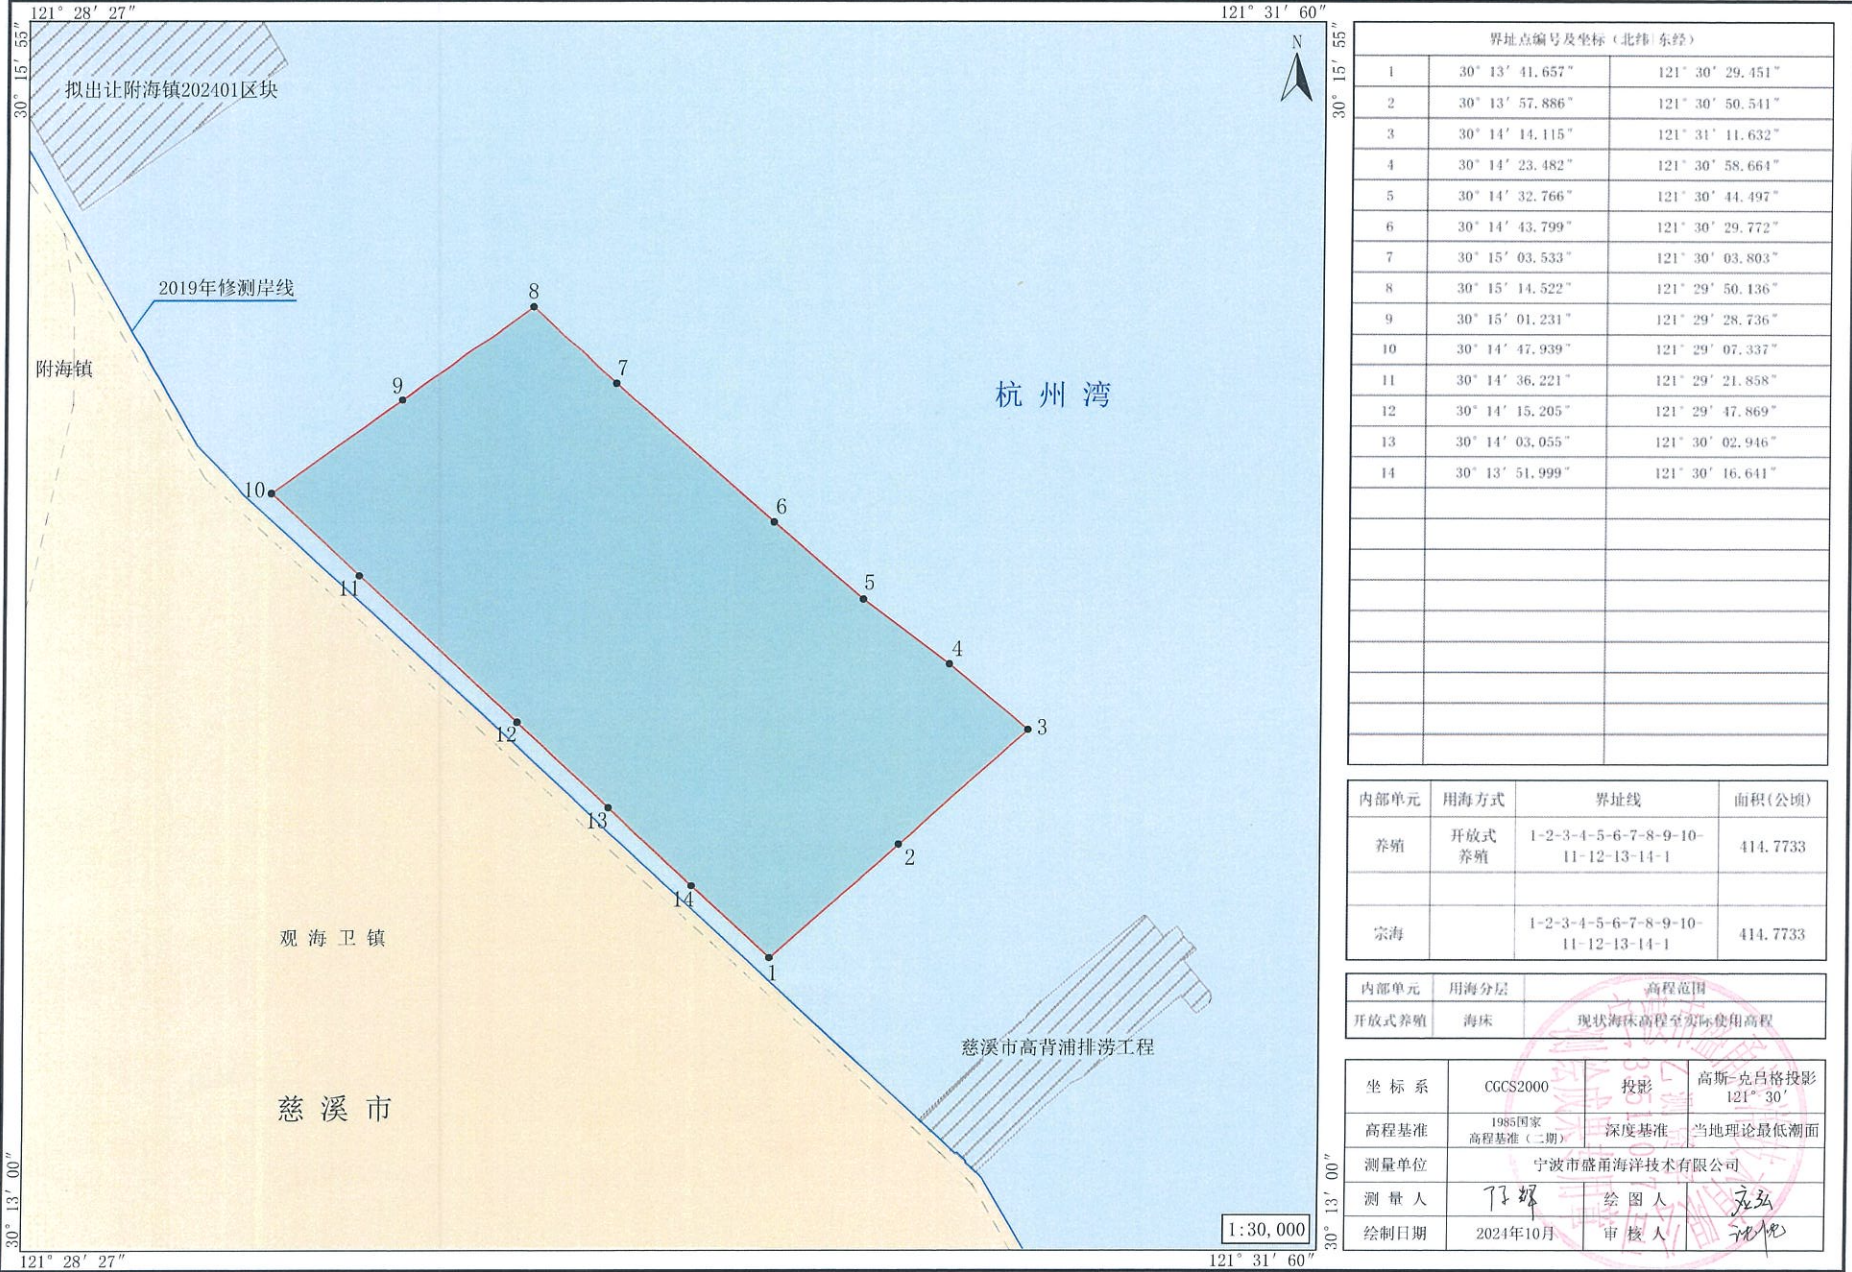 121° 28′ 27″
121° 31′ 60″
30° 15′ 55″
30° 15′ 55″
N
拟出让附海镇202401区块
2019年修测岸线
附海镇
杭州湾
8
7
9
10
6
11
5
4
12
3
13
2
14
1
观海卫镇
慈溪市高背浦排涝工程
慈溪市
1:30,000
30° 13′ 00″
30° 13′ 00″
121° 28′ 27″
121° 31′ 60″
界址点编号及坐标（北纬|东经）
1 30° 13′ 41.657″ 121° 30′ 29.451″
2 30° 13′ 57.886″ 121° 30′ 50.541″
3 30° 14′ 14.115″ 121° 31′ 11.632″
4 30° 14′ 23.482″ 121° 30′ 58.664″
5 30° 14′ 32.766″ 121° 30′ 44.497″
6 30° 14′ 43.799″ 121° 30′ 29.772″
7 30° 15′ 03.533″ 121° 30′ 03.803″
8 30° 15′ 14.522″ 121° 29′ 50.136″
9 30° 15′ 01.231″ 121° 29′ 28.736″
10 30° 14′ 47.939″ 121° 29′ 07.337″
11 30° 14′ 36.221″ 121° 29′ 21.858″
12 30° 14′ 15.205″ 121° 29′ 47.869″
13 30° 14′ 03.055″ 121° 30′ 02.946″
14 30° 13′ 51.999″ 121° 30′ 16.641″
内部单元 用海方式 界址线 面积(公顷)
养殖 开放式养殖 1-2-3-4-5-6-7-8-9-10-
11-12-13-14-1 414.7733
宗海 1-2-3-4-5-6-7-8-9-10-
11-12-13-14-1 414.7733
内部单元 用海分层 高程范围
开放式养殖 海床 现状海床高程至实际使用高程
坐标系 CGCS2000 投影 高斯-克吕格投影
121° 30′
高程基准 1985国家
高程基准（二期） 深度基准 当地理论最低潮面
测量单位 宁波市盛甬海洋技术有限公司
测量人 绘图人
绘制日期 2024年10月 审核人